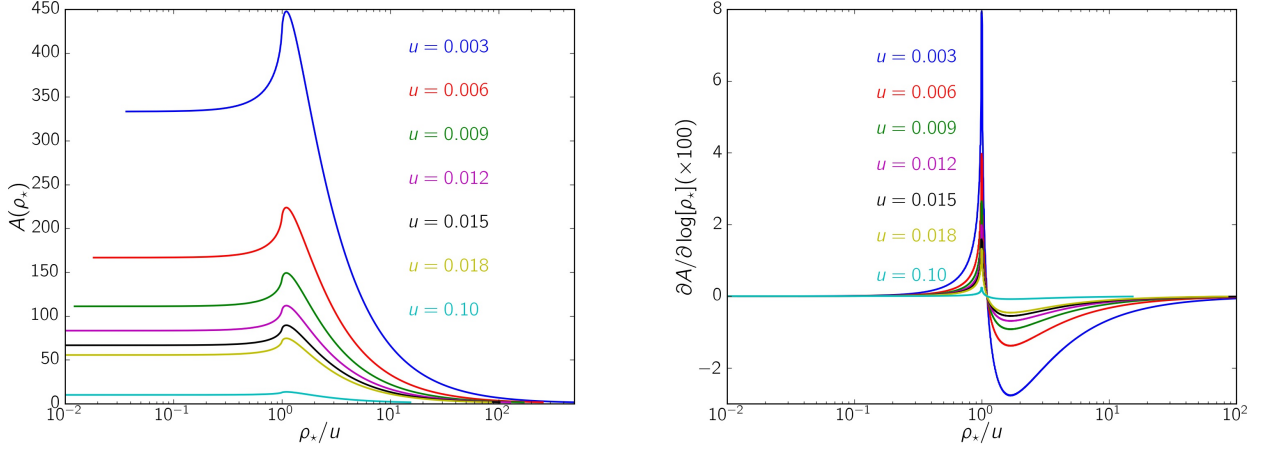 450
400
350
300
250
200
150
100
50
0
A(ρ⋆)
u = 0.003
u = 0.006
u = 0.009
u = 0.012
u = 0.015
u = 0.018
u = 0.10
10⁻² 10⁻¹ 10⁰ 10¹ 10²
ρ⋆/u
8
6
4
2
0
−2
∂A/∂log[ρ⋆](×100)
u = 0.003
u = 0.006
u = 0.009
u = 0.012
u = 0.015
u = 0.018
u = 0.10
10⁻² 10⁻¹ 10⁰ 10¹ 10²
ρ⋆/u